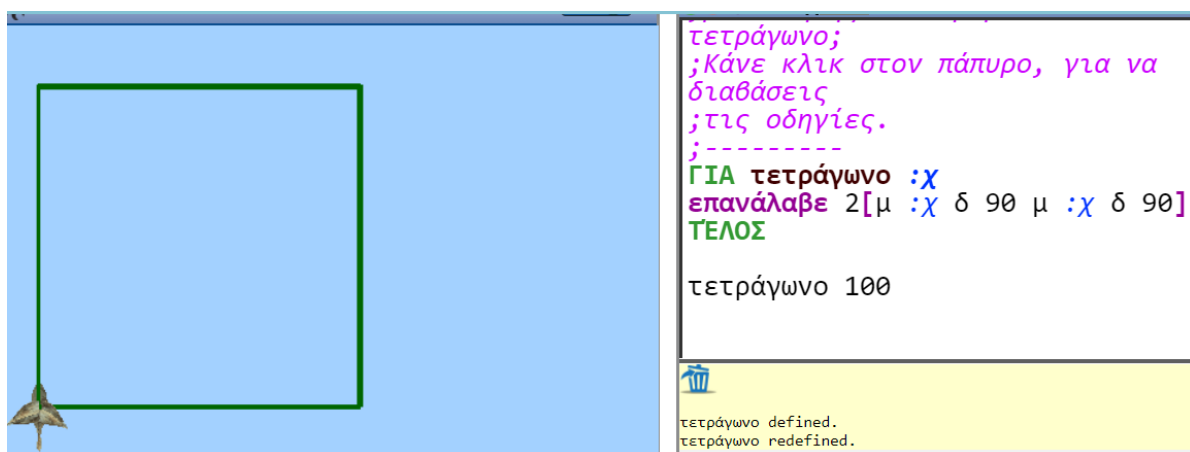 τετράγωνο;
;Κάνε κλικ στον πάπυρο, για να
διαβάσεις
;τις οδηγίες.
;---------
ΓΙΑ τετράγωνο :χ
επανάλαβε 2[μ :χ δ 90 μ :χ δ 90]
ΤΈΛΟΣ
τετράγωνο 100
τετράγωνο defined.
τετράγωνο redefined.